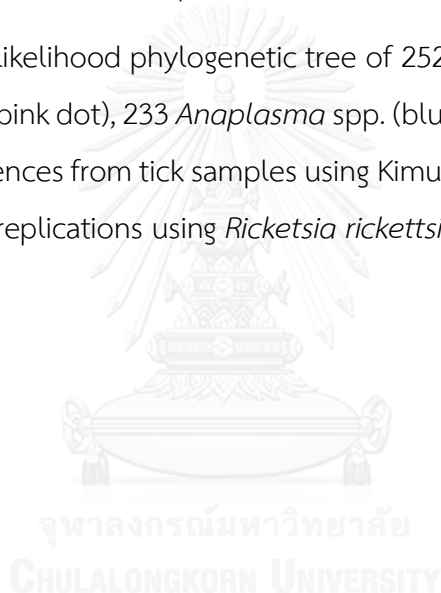 likelihood phylogenetic tree of 252
pink dot), 233 Anaplasma spp. (blu
ences from tick samples using Kimu
replications using Ricketsia rickettsi
จุฬาลงกรณ์มหาวิทยาลัย
CHULALONGKORN UNIVERSITY